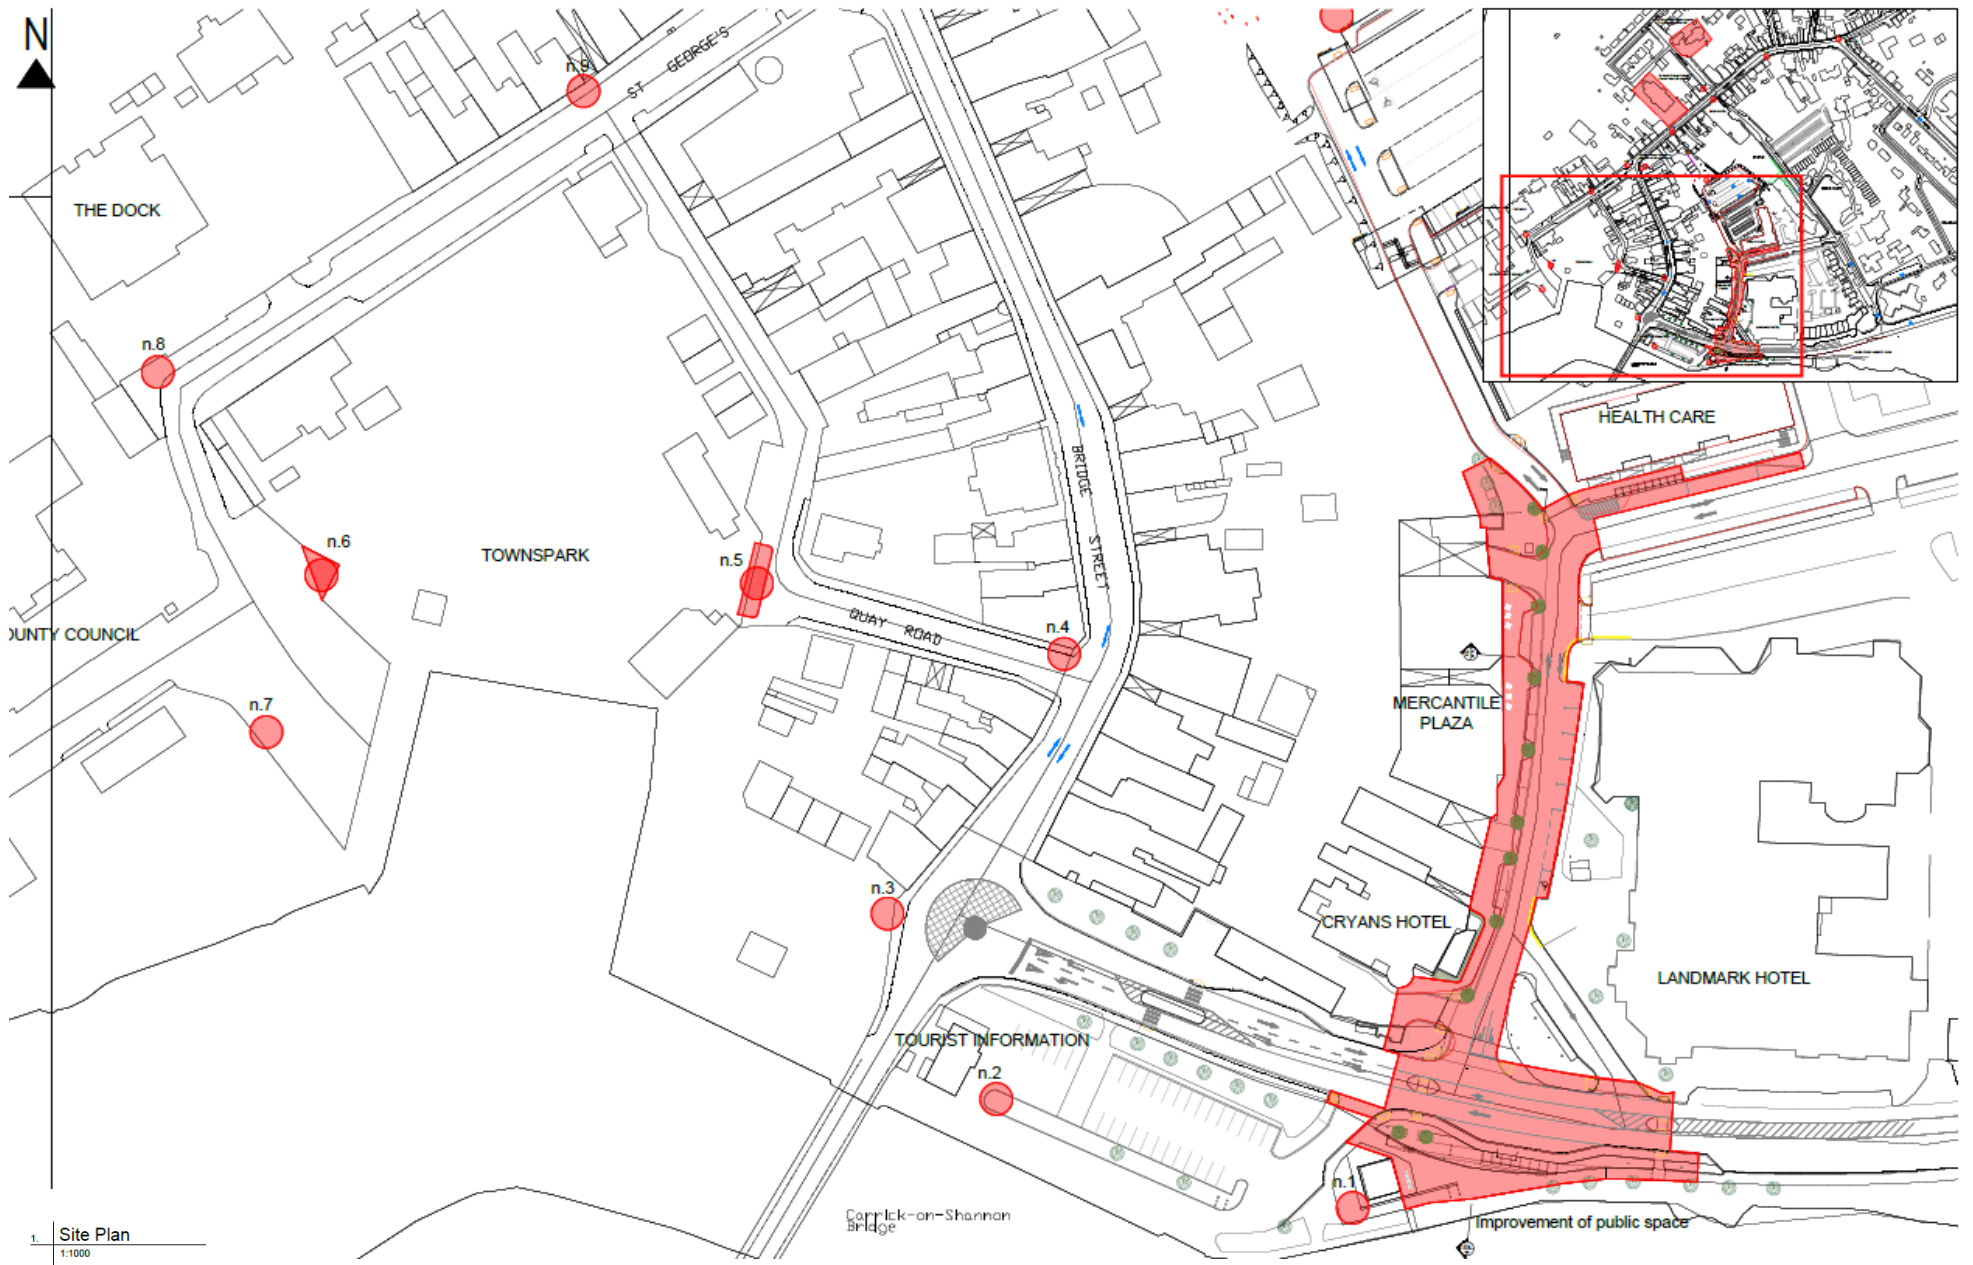 N
n.9
ST GEORGE'S
THE DOCK
n.8
HEALTH CARE
BRIDGE STREET
n.6
TOWNSPARK
n.5
QUAY ROAD
n.4
OUNTY COUNCIL
n.7
MERCANTILE
PLAZA
n.3
CRYANS HOTEL
LANDMARK HOTEL
TOURIST INFORMATION
n.2
n.1
Carrick-on-Shannon
Bridge
Improvement of public space
1. Site Plan
1:1000